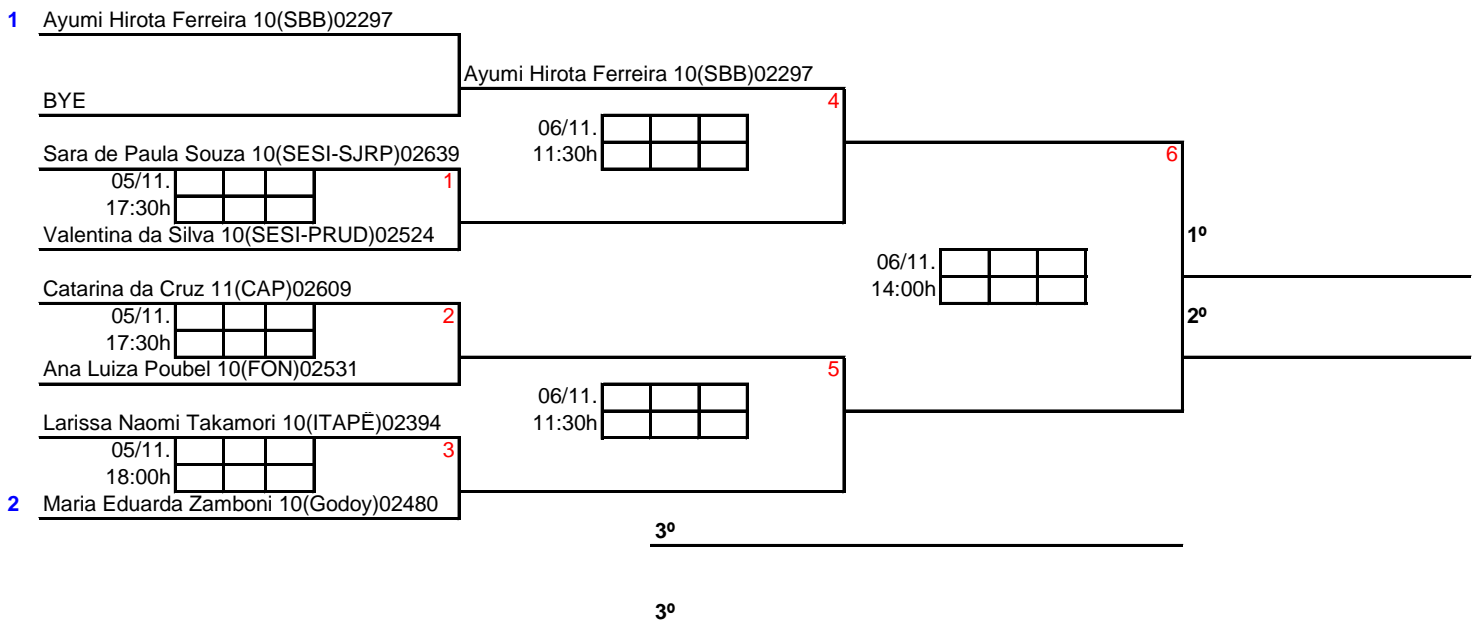 1 Ayumi Hirota Ferreira 10(SBB)02297
Ayumi Hirota Ferreira 10(SBB)02297
BYE
4
06/11.
11:30h
Sara de Paula Souza 10(SESI-SJRP)02639
6
05/11.
1
17:30h
Valentina da Silva 10(SESI-PRUD)02524
1º
06/11.
14:00h
Catarina da Cruz 11(CAP)02609
05/11.
2
2º
17:30h
Ana Luiza Poubel 10(FON)02531
5
06/11.
11:30h
Larissa Naomi Takamori 10(ITAPÊ)02394
05/11.
3
18:00h
2 Maria Eduarda Zamboni 10(Godoy)02480
3º
3º